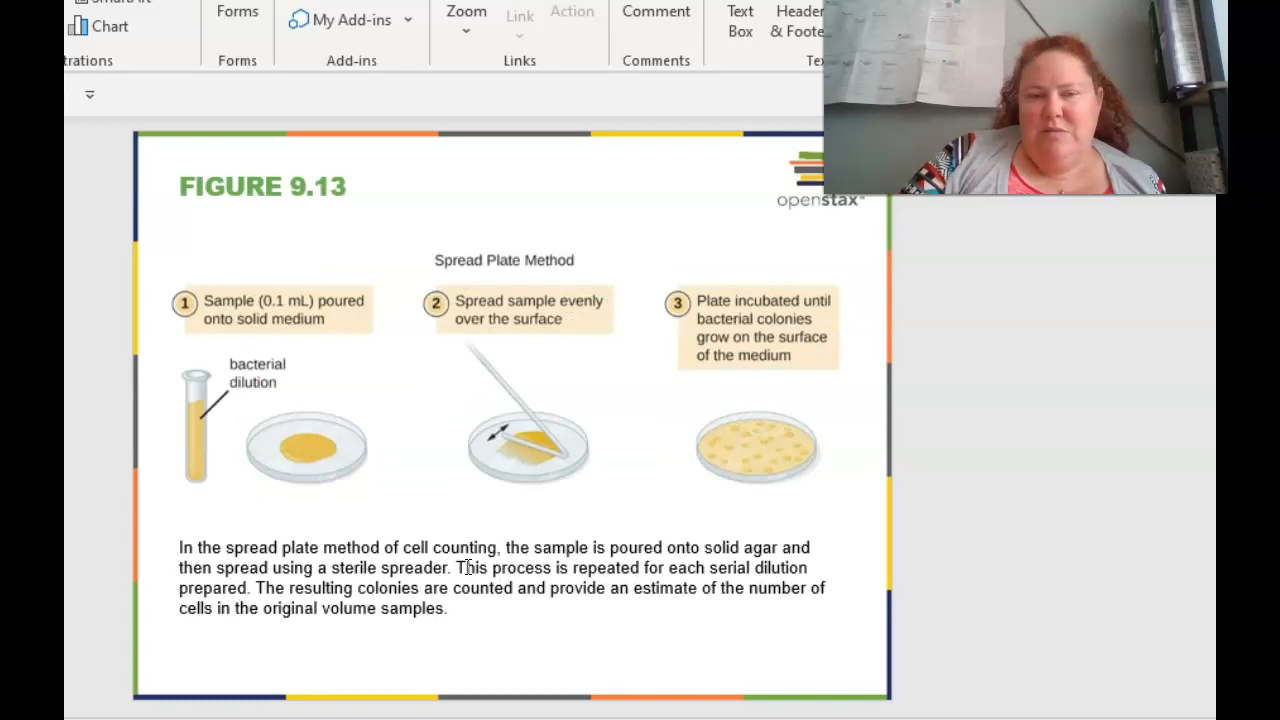 Chart
trations
Forms
Forms
My Add-ins
Add-ins
Zoom
Link
Action
Links
Comment
Comments
Text
Box
Header
& Foote
Tex
FIGURE 9.13
openstax
Spread Plate Method
1 Sample (0.1 mL) poured
onto solid medium
bacterial
dilution
2 Spread sample evenly
over the surface
3 Plate incubated until
bacterial colonies
grow on the surface
of the medium
In the spread plate method of cell counting, the sample is poured onto solid agar and
then spread using a sterile spreader. This process is repeated for each serial dilution
prepared. The resulting colonies are counted and provide an estimate of the number of
cells in the original volume samples.